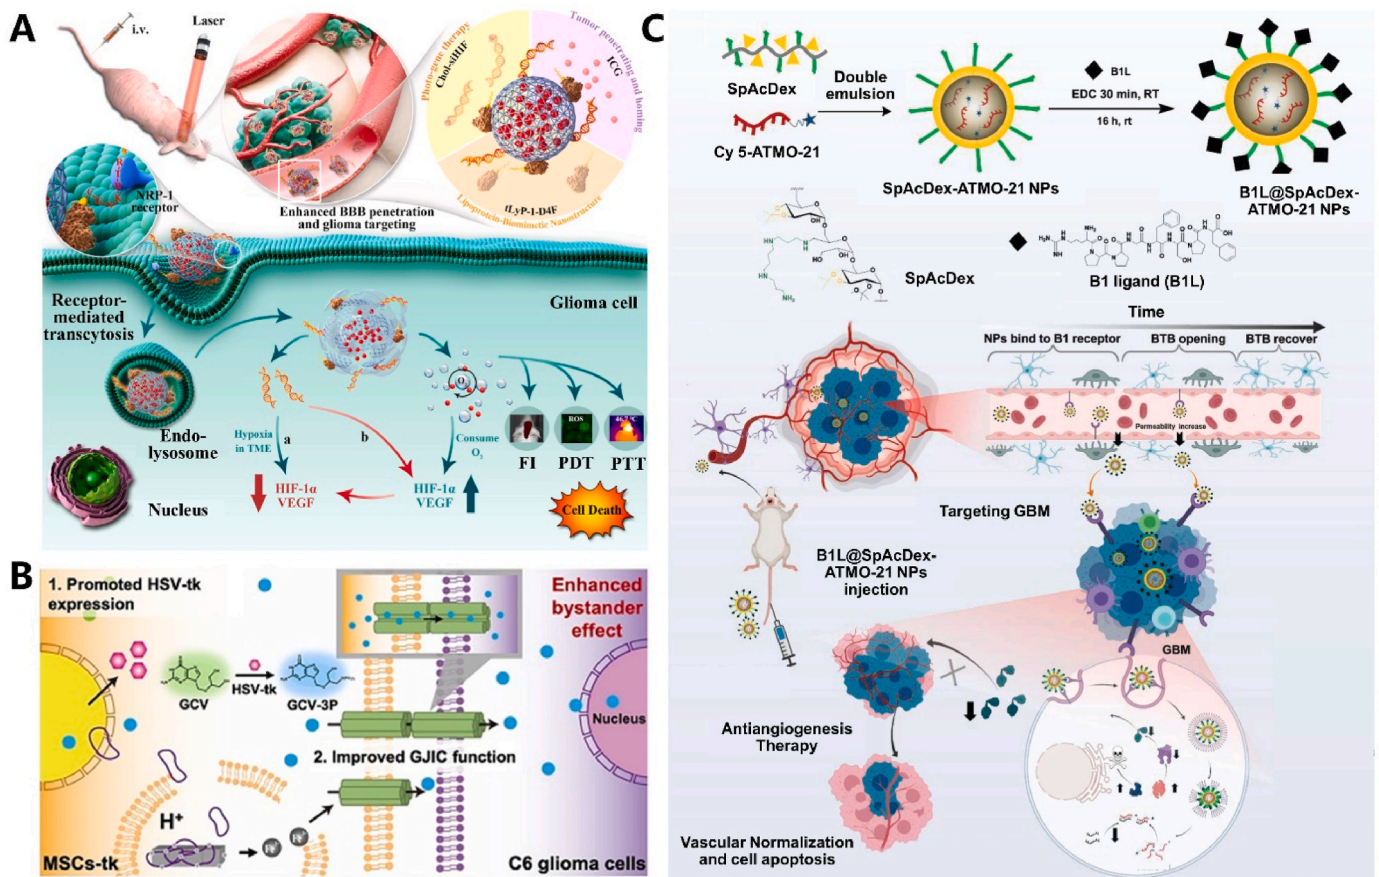 A
i.v.
Laser
Photo-gene therapy
Chol-siHIF
Tumor penetrating and homing
ICG
tLyP-1-D4F
Lipoprotein-Biomimetic Nanostructure
NRP-1
receptor
Enhanced BBB penetration
and glioma targeting
Receptor-
mediated
transcytosis
Glioma cell
Endo-
lysosome
Nucleus
Hypoxia
in TME
a
b
O2
Consume
O2
ROS
FI
PDT
PTT
HIF-1α
VEGF
HIF-1α
VEGF
Cell Death
B
1. Promoted HSV-tk
expression
GCV
HSV-tk
GCV-3P
Enhanced
bystander
effect
Nucleus
2. Improved GJIC function
H+
MSCs-tk
C6 glioma cells
C
SpAcDex
Cy 5-ATMO-21
Double
emulsion
SpAcDex-ATMO-21 NPs
B1L
EDC 30 min, RT
16 h, rt
B1L@SpAcDex-
ATMO-21 NPs
SpAcDex
B1 ligand (B1L)
Time
NPs bind to B1 receptor
BTB opening
BTB recover
Permeability increase
Targeting GBM
B1L@SpAcDex-
ATMO-21 NPs
injection
GBM
Antiangiogenesis
Therapy
Vascular Normalization
and cell apoptosis